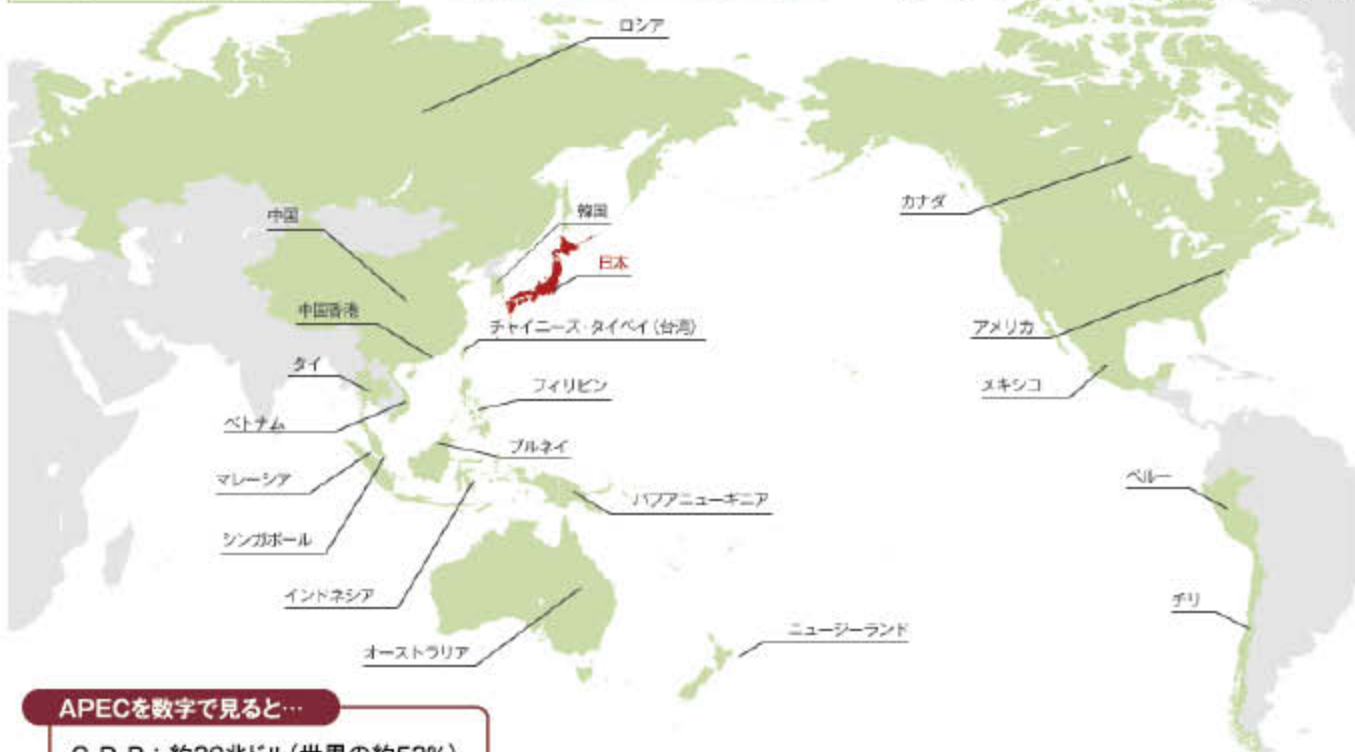 ロシア
カナダ
中国
韓国
日本
中国香港
チャイニーズ・タイペイ（台湾）
アメリカ
タイ
フィリピン
メキシコ
ベトナム
ブルネイ
マレーシア
ペルー
パプアニューギニア
シンガポール
インドネシア
チリ
ニュージーランド
オーストラリア
APECを数字で見ると…